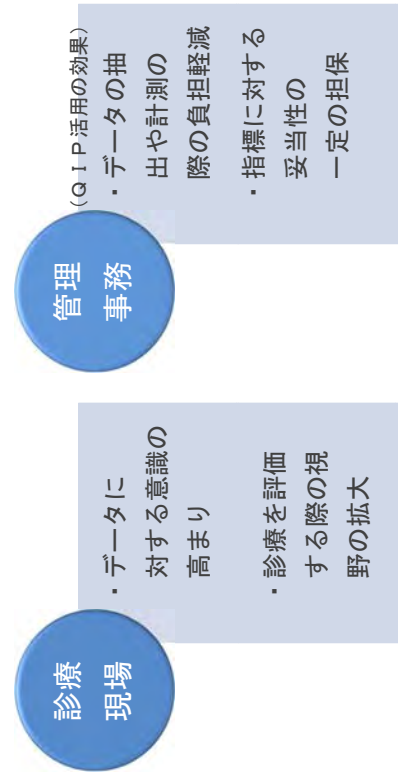 診療
現場
・データに
対する意識の
高まり
・診療を評価
する際の視
野の拡大
管理
事務
(ＱＩＰ活用の効果)
・データの抽
出や計測の
際の負担軽減
・指標に対する
妥当性の
一定の担保